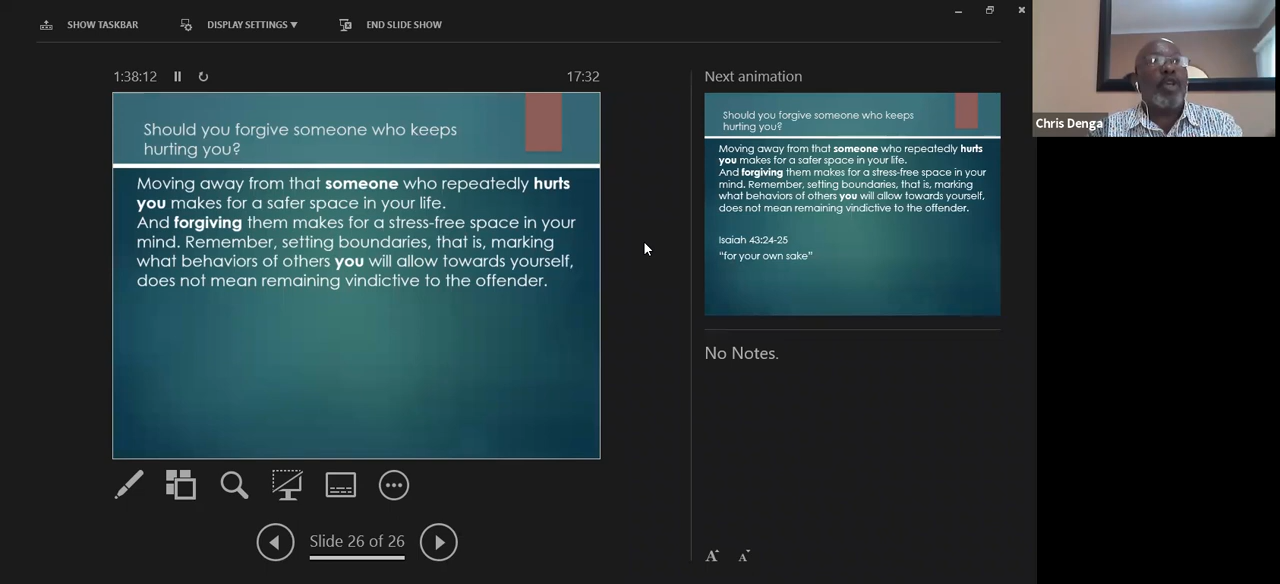 SHOW TASKBAR
DISPLAY SETTINGS ▼
END SLIDE SHOW
1:38:12
17:32
Should you forgive someone who keeps
hurting you?
Moving away from that someone who repeatedly hurts
you makes for a safer space in your life.
And forgiving them makes for a stress-free space in your
mind. Remember, setting boundaries, that is, marking
what behaviors of others you will allow towards yourself,
does not mean remaining vindictive to the offender.
Slide 26 of 26
Next animation
Should you forgive someone who keeps
hurting you?
Moving away from that someone who repeatedly hurts
you makes for a safer space in your life.
And forgiving them makes for a stress-free space in your
mind. Remember, setting boundaries, that is, marking
what behaviors of others you will allow towards yourself,
does not mean remaining vindictive to the offender.
Isaiah 43:24-25
“for your own sake”
No Notes.
A A
Chris Denga